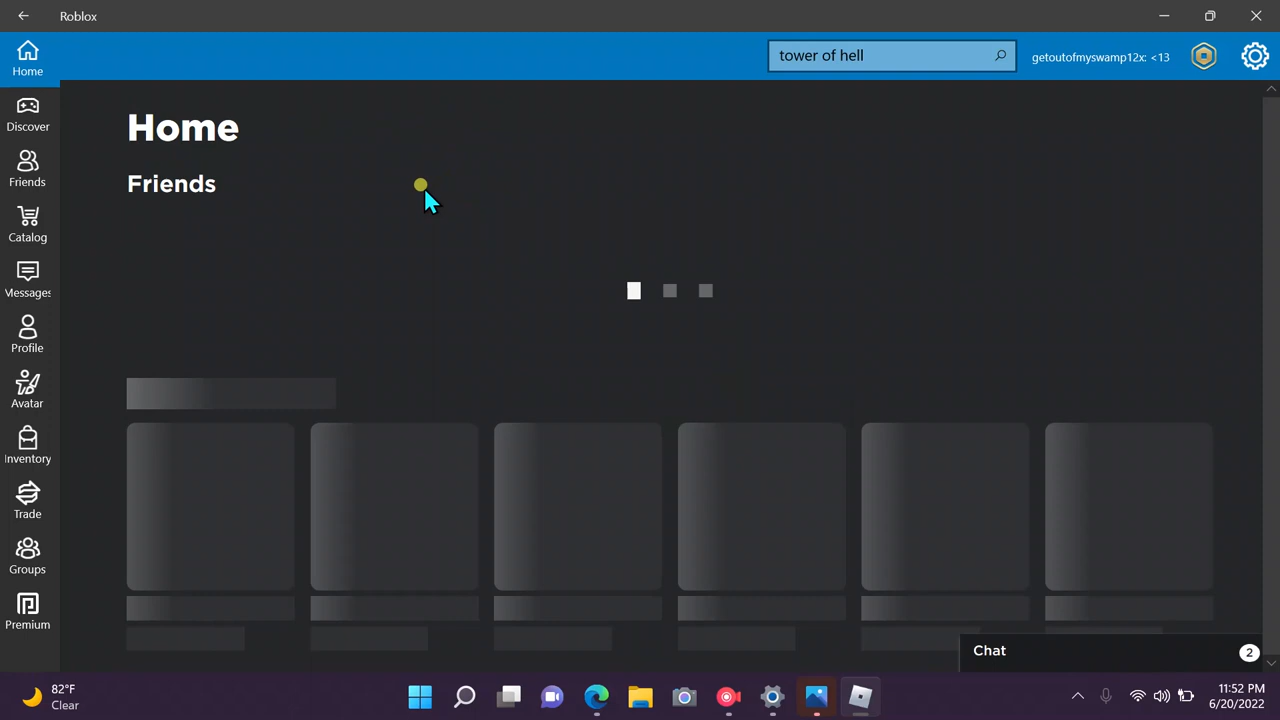 Roblox
tower of hell
getoutofmyswamp12x: <13
Home
Discover
Friends
Catalog
Messages
Profile
Avatar
Inventory
Trade
Groups
Premium
Home
Friends
Chat
2
82°F
Clear
11:52 PM
6/20/2022